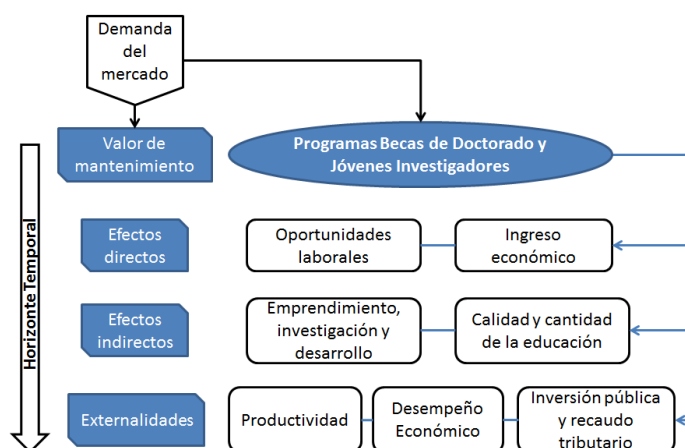 Demanda
del
mercado
Valor de
mantenimiento
Programas Becas de Doctorado y
Jóvenes Investigadores
Horizonte Temporal
Efectos
directos
Oportunidades
laborales
Ingreso
económico
Efectos
indirectos
Emprendimiento,
investigación y
desarrollo
Calidad y cantidad
de la educación
Externalidades
Productividad
Desempeño
Económico
Inversión pública
y recaudo
tributario